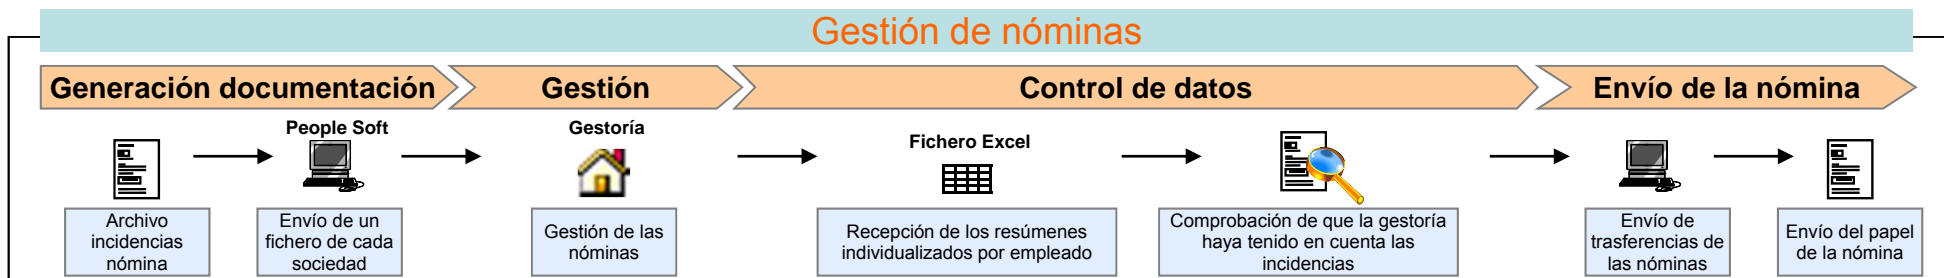 Gestión de nóminas
Generación documentación
Gestión
Control de datos
Envío de la nómina
People Soft
Gestoría
Fichero Excel
Archivo
incidencias
nómina
Envío de un
fichero de cada
sociedad
Gestión de las
nóminas
Recepción de los resúmenes
individualizados por empleado
Comprobación de que la gestoría
haya tenido en cuenta las
incidencias
Envío de
trasferencias de
las nóminas
Envío del papel
de la nómina